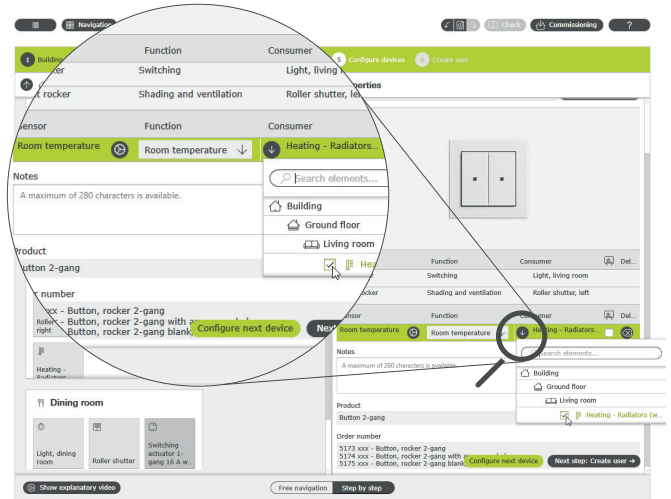 Navigation
Check
Commissioning
?
1 Building
5 Configure devices
6 Create user
Function
Consumer
Switching
Light, living
rocker
Shading and ventilation
Roller shutter, le
Sensor
Function
Consumer
Room temperature
Room temperature
Heating - Radiators...
Search elements...
Building
Ground floor
Living room
Hea
Notes
A maximum of 280 characters is available.
Product
Button 2-gang
r number
xxx - Button, rocker 2-gang
- Button, rocker 2-gang with
- Button, rocker 2-gang blank,
Configure next device
Nex
Roller
right
Heating -
Radiators
Dining room
Light, dining
room
Roller shutter
Switching
actuator 1-
gang 16 A w...
perties
Function
Consumer
Del...
Switching
Light, living room
ocker
Shading and ventilation
Roller shutter, left
Function
Consumer
Del...
Room temperature
Room temperature
Heating - Radiators...
Search elements...
Building
Ground floor
Living room
Heating - Radiators (w...
Notes
A maximum of 280 characters is available.
Product
Button 2-gang
Order number
5173 xxx - Button, rocker 2-gang
5174 xxx - Button, rocker 2-gang with
5175 xxx - Button, rocker 2-gang blank,
Configure next device
Next step: Create user →
Show explanatory video
Free navigation
Step by step